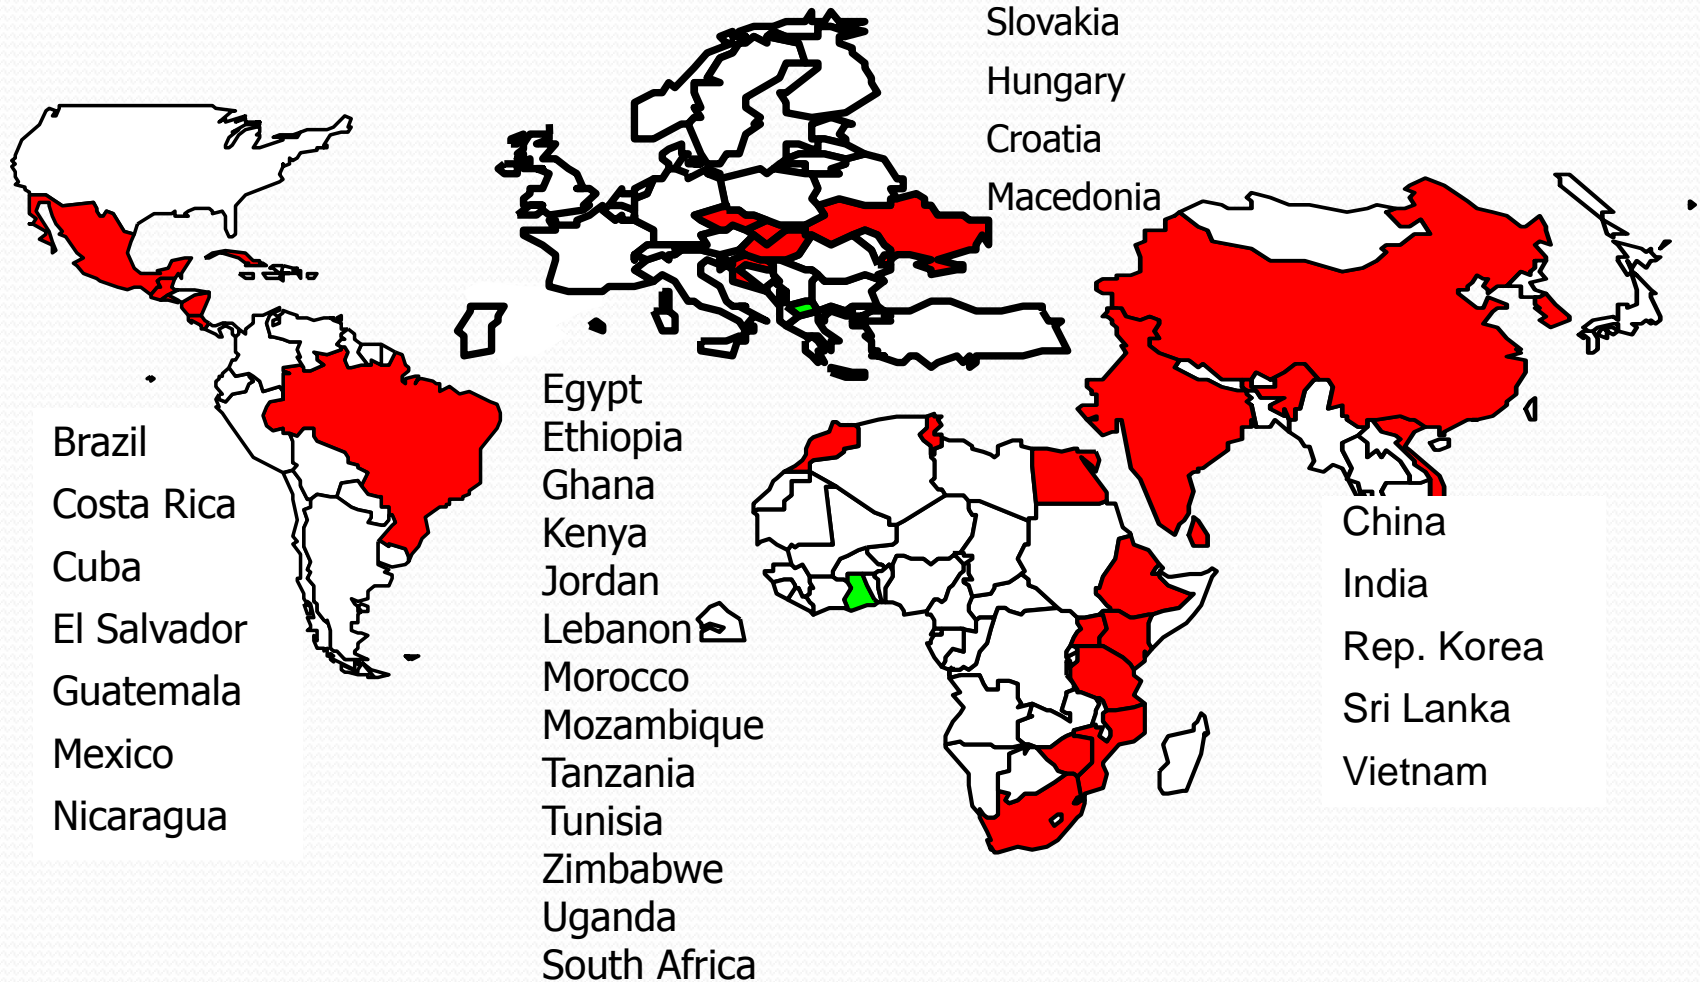 Slovakia
Hungary
Croatia
Macedonia
Brazil
Costa Rica
Cuba
El Salvador
Guatemala
Mexico
Nicaragua
Egypt
Ethiopia
Ghana
Kenya
Jordan
Lebanon
Morocco
Mozambique
Tanzania
Tunisia
Zimbabwe
Uganda
South Africa
China
India
Rep. Korea
Sri Lanka
Vietnam